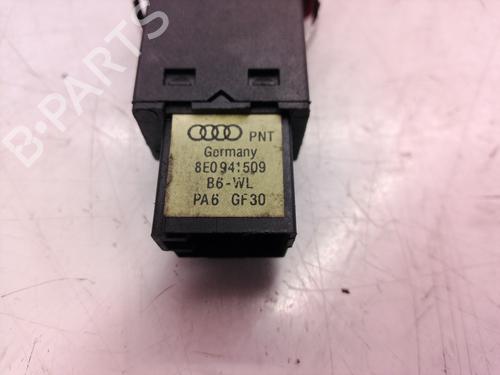 B-PARTS
PNT
Germany
8E0941509
B6-WL
PA6 GF30